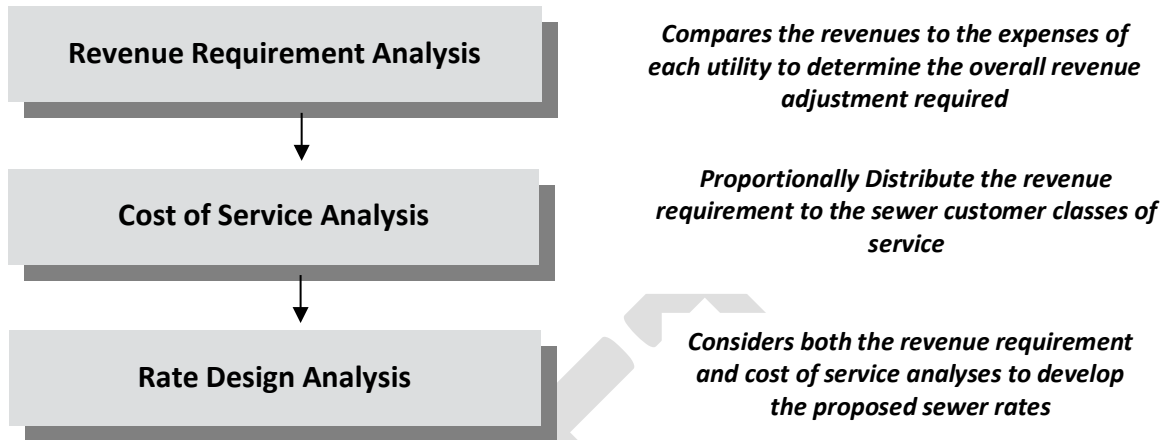 Revenue Requirement Analysis
Compares the revenues to the expenses of
each utility to determine the overall revenue
adjustment required
Cost of Service Analysis
Proportionally Distribute the revenue
requirement to the sewer customer classes of
service
Rate Design Analysis
Considers both the revenue requirement
and cost of service analyses to develop
the proposed sewer rates